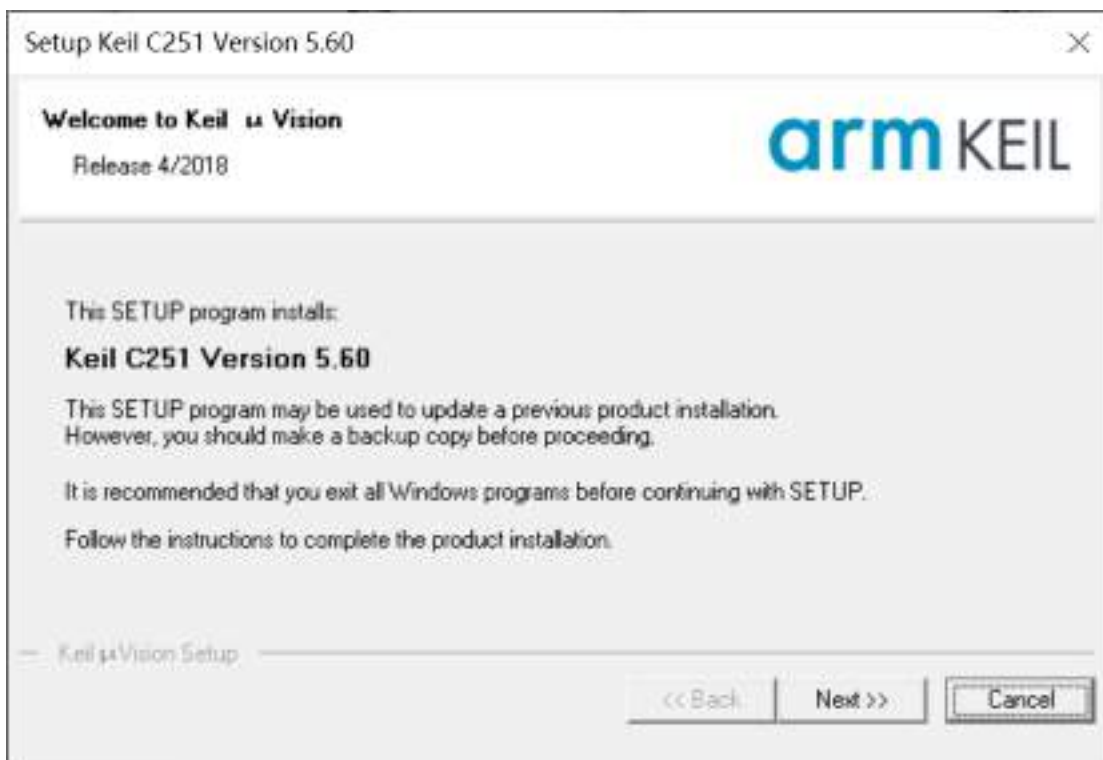 Setup Keil C251 Version 5.60
Welcome to Keil µ Vision
Release 4/2018
arm KEIL
This SETUP program installs:
Keil C251 Version 5.60
This SETUP program may be used to update a previous product installation.
However, you should make a backup copy before proceeding.
It is recommended that you exit all Windows programs before continuing with SETUP.
Follow the instructions to complete the product installation.
Keil µVision Setup
<< Back
Next >>
Cancel